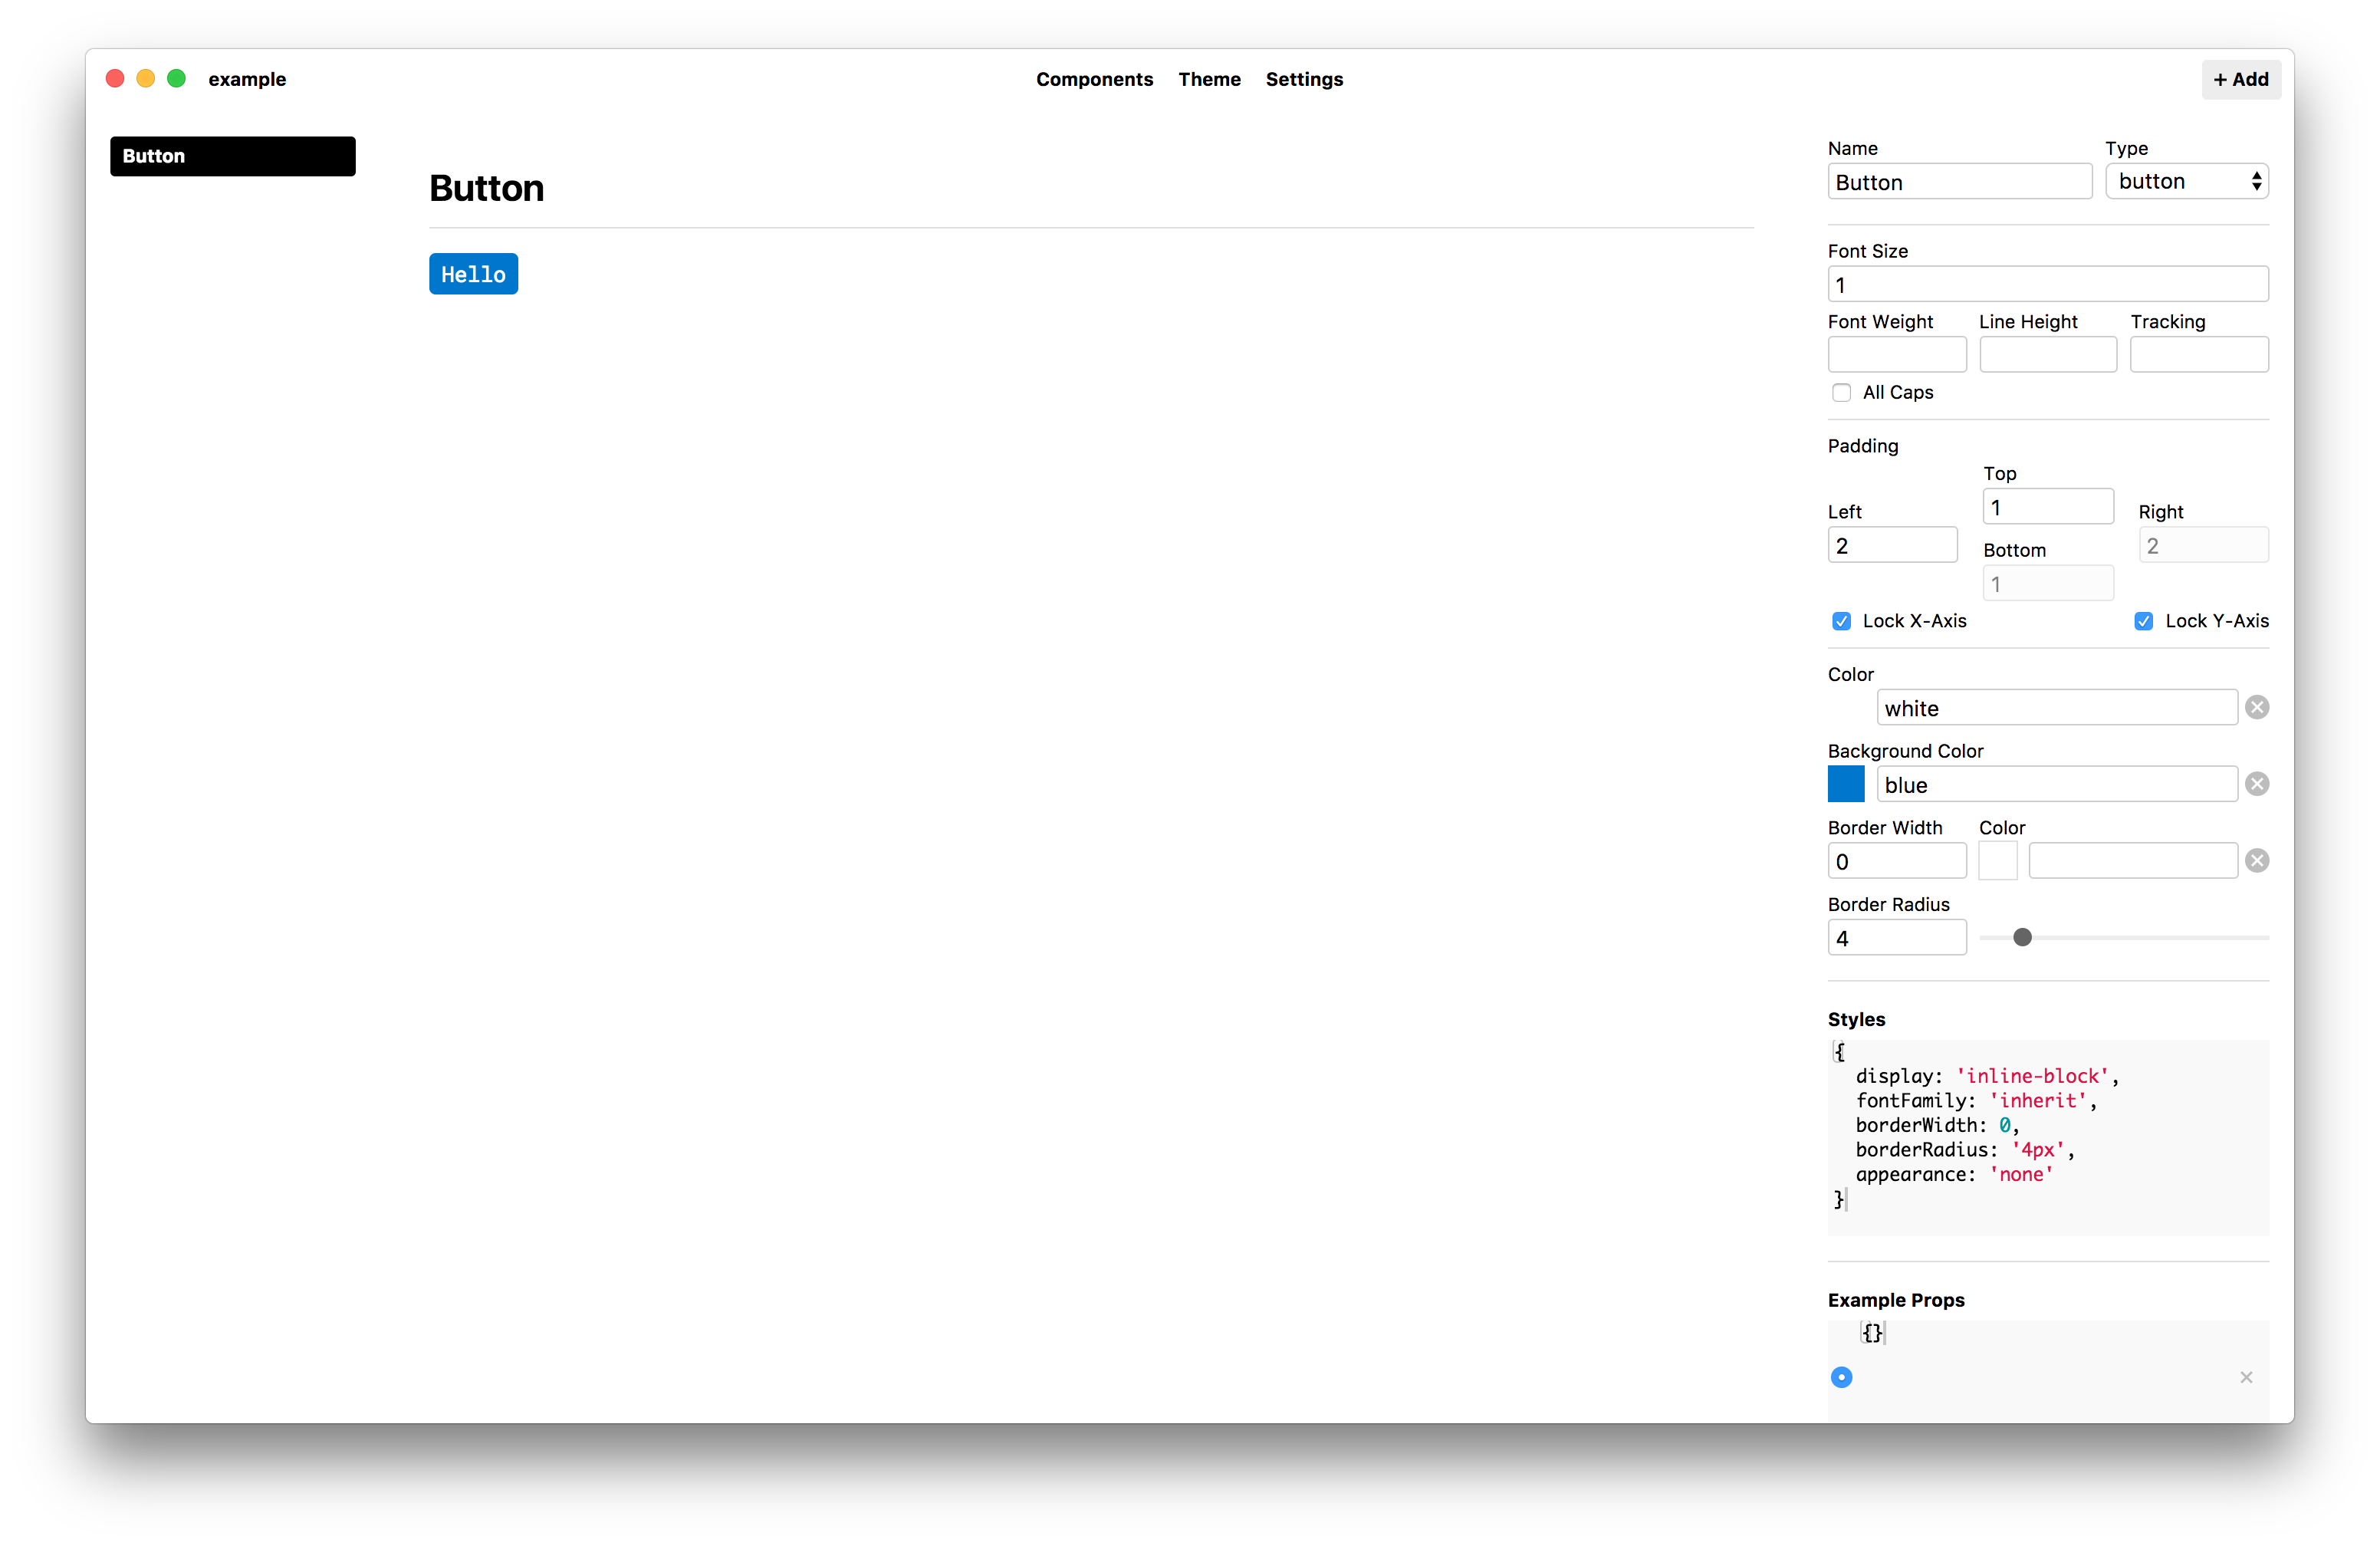 example
Components Theme Settings
+ Add
Button
Button
Hello
Name Type
Button button
Font Size
1
Font Weight Line Height Tracking
All Caps
Padding
Top
1
Left Right
2 2
Bottom
1
Lock X-Axis Lock Y-Axis
Color
white
Background Color
blue
Border Width Color
0
Border Radius
4
Styles
{
display: 'inline-block',
fontFamily: 'inherit',
borderWidth: 0,
borderRadius: '4px',
appearance: 'none'
}
Example Props
{}